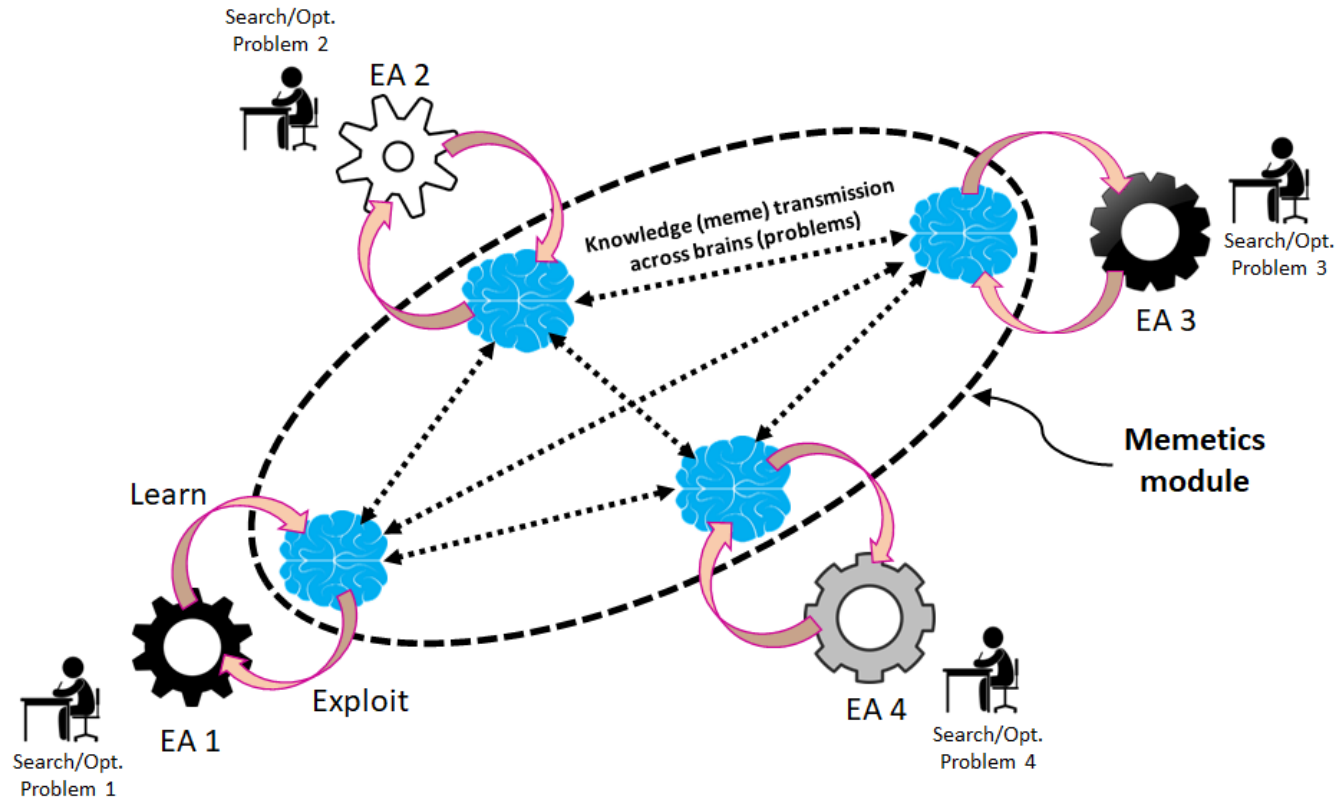 Search/Opt.
Problem 2
EA 2
Knowledge (meme) transmission
across brains (problems)
Search/Opt.
Problem 3
EA 3
Memetics
module
Learn
Exploit
EA 1
Search/Opt.
Problem 1
EA 4
Search/Opt.
Problem 4